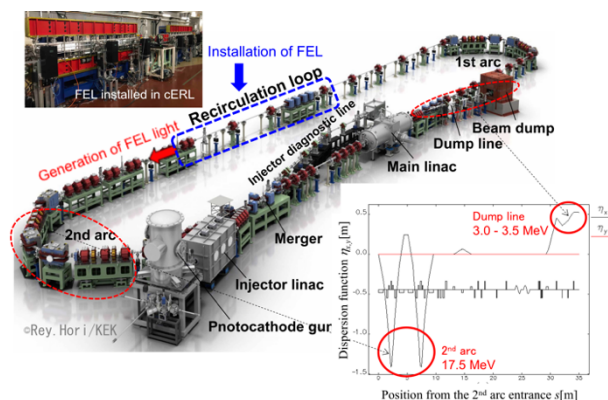 Installation of FEL
FEL installed in cERL
Recirculation loop
1st arc
Generation of FEL light
Injector diagnostic line
Beam dump
Dump line
Main linac
2nd arc
Merger
Injector linac
Pnotocathode gur
©Rey.Hori/KEK
Dispersion function ηx,y[m]
0.5
0.0
-0.5
-1.0
-1.5
Dump line
3.0 - 3.5 MeV
ηx
ηy
2nd arc
17.5 MeV
0 5 10 15 20 25 30 35
Position from the 2nd arc entrance s[m]